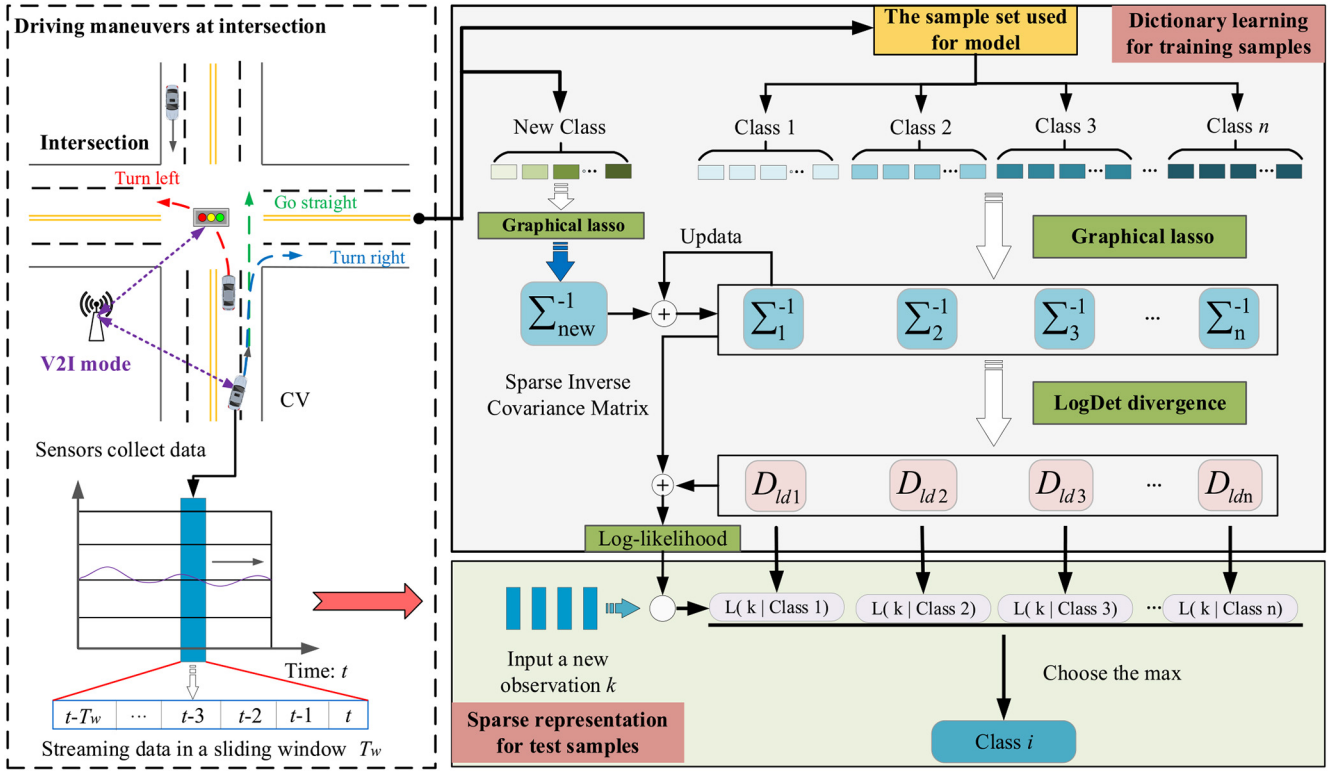 Driving maneuvers at intersection
Intersection
Turn left
Go straight
Turn right
V2I mode
CV
Sensors collect data
Time: t
t-Tw ... t-3 t-2 t-1 t
Streaming data in a sliding window Tw
The sample set used
for model
Dictionary learning
for training samples
New Class
Class 1
Class 2
Class 3
Class n
...
...
...
...
...
...
Graphical lasso
Graphical lasso
Updata
∑⁻¹new
+
∑⁻¹1 ∑⁻¹2 ∑⁻¹3 ... ∑⁻¹n
Sparse Inverse
Covariance Matrix
LogDet divergence
+
Dld1 Dld2 Dld3 ... Dldn
Log-likelihood
L( k | Class 1) L( k | Class 2) L( k | Class 3) ... L( k | Class n)
Input a new
observation k
Choose the max
Sparse representation
for test samples
Class i